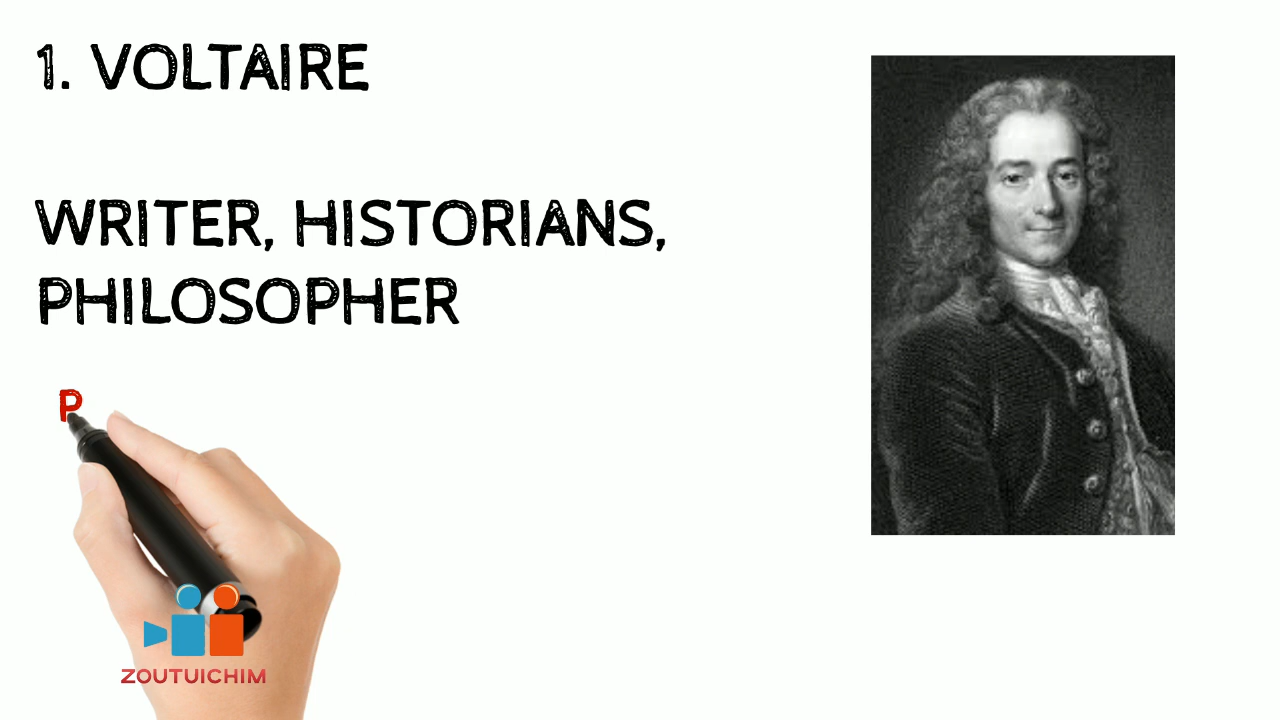 1. VOLTAIRE
WRITER, HISTORIANS,
PHILOSOPHER
P
ZOUTUICHIM